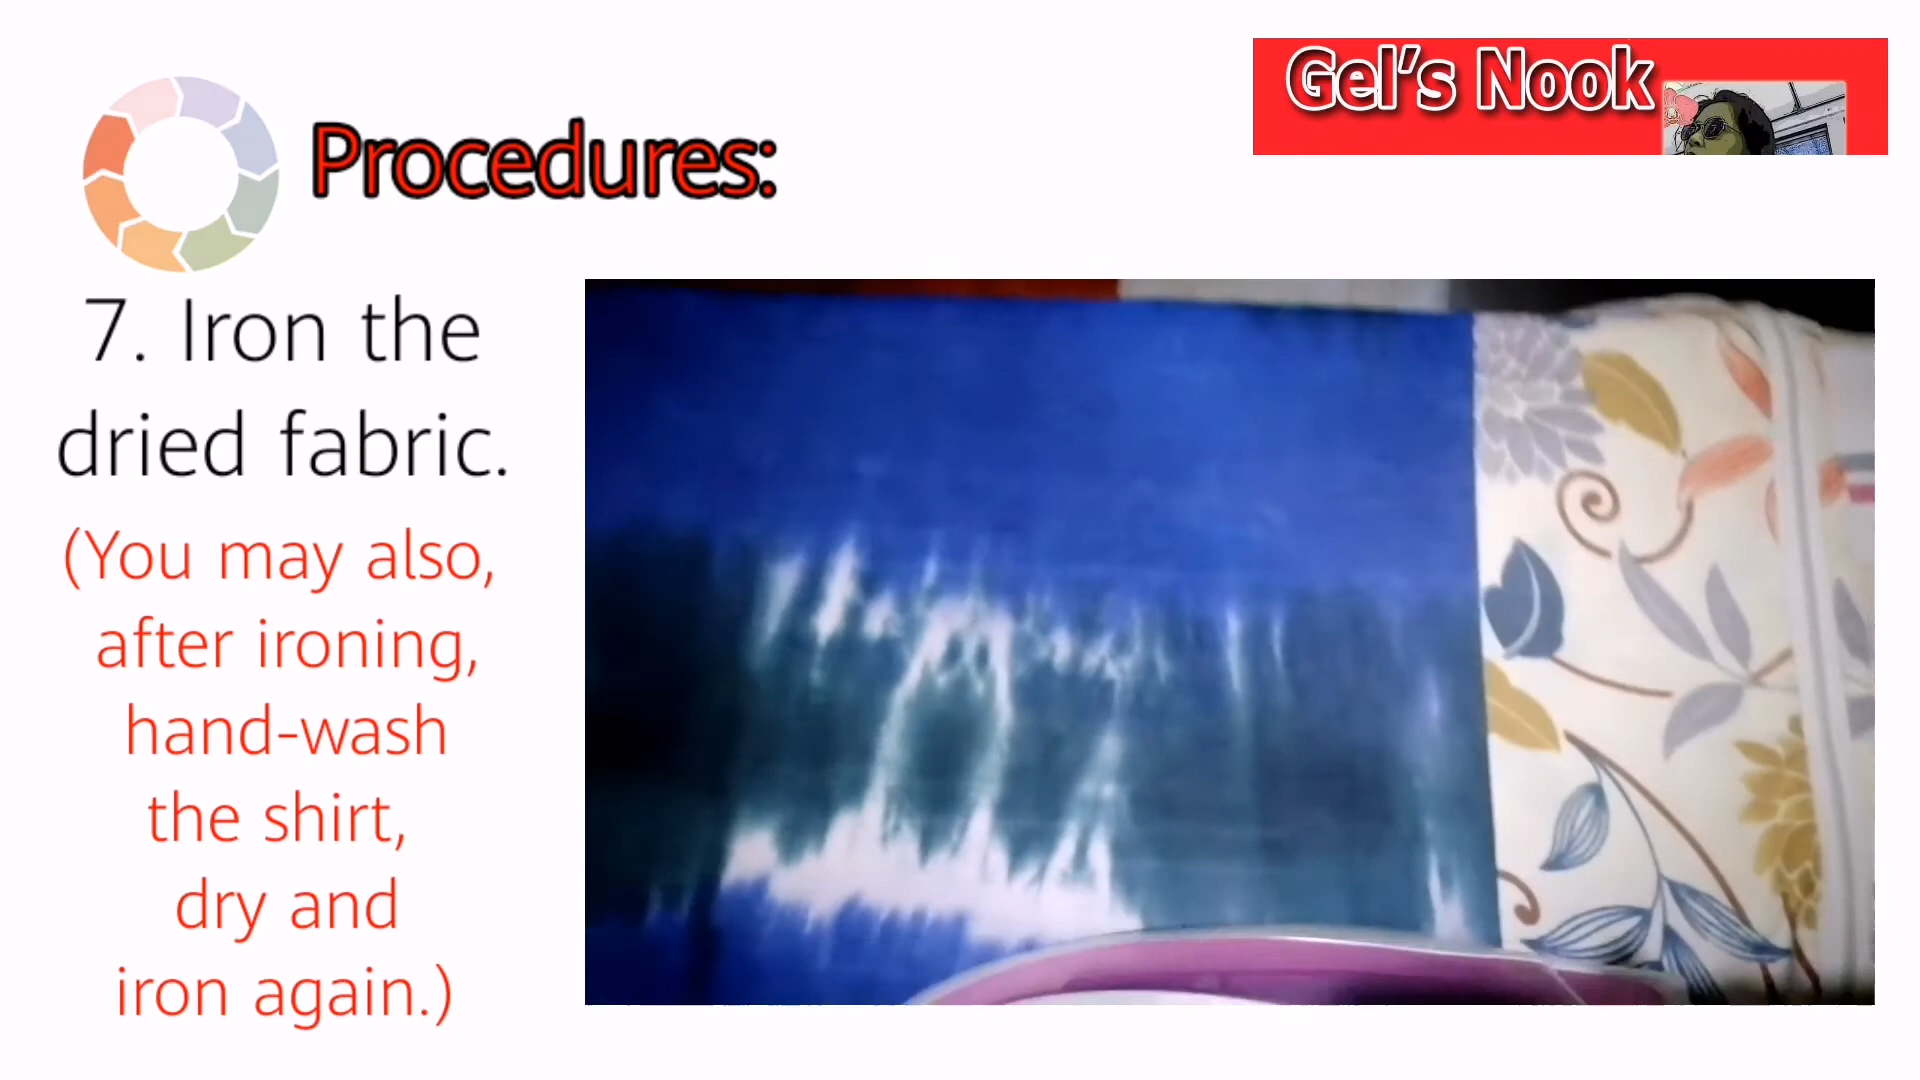 Gel's Nook
Procedures:
7. Iron the
dried fabric.
(You may also,
after ironing,
hand-wash
the shirt,
dry and
iron again.)